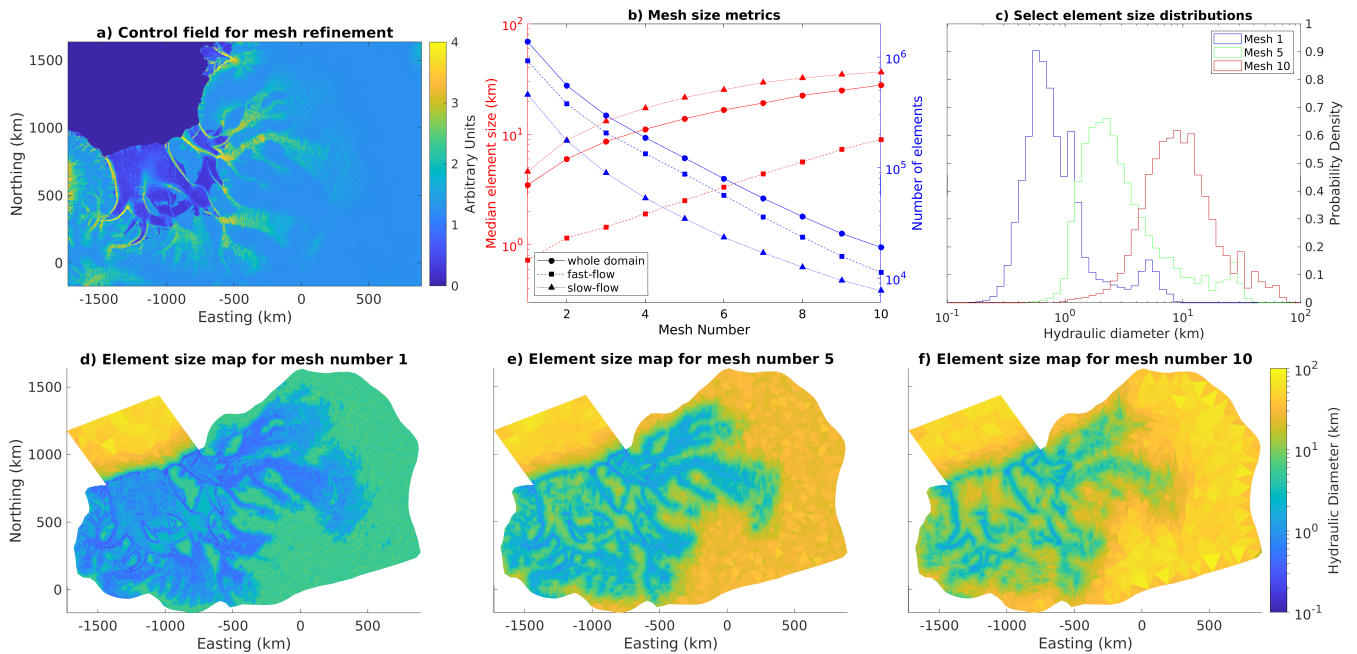 a) Control field for mesh refinement
1500
1000
500
0
Northing (km)
-1500 -1000 -500 0 500
Easting (km)
4
3
2
1
0
Arbitrary Units
b) Mesh size metrics
10^2
10^1
10^0
Median element size (km)
10^6
10^5
10^4
Number of elements
whole domain
fast-flow
slow-flow
2 4 6 8 10
Mesh Number
c) Select element size distributions
Mesh 1
Mesh 5
Mesh 10
1
0.9
0.8
0.7
0.6
0.5
0.4
0.3
0.2
0.1
0
Probability Density
10^-1 10^0 10^1 10^2
Hydraulic diameter (km)
d) Element size map for mesh number 1
1500
1000
500
0
Northing (km)
-1500 -1000 -500 0 500
Easting (km)
e) Element size map for mesh number 5
-1500 -1000 -500 0 500
Easting (km)
f) Element size map for mesh number 10
-1500 -1000 -500 0 500
Easting (km)
10^2
10^1
10^0
10^-1
Hydraulic Diameter (km)